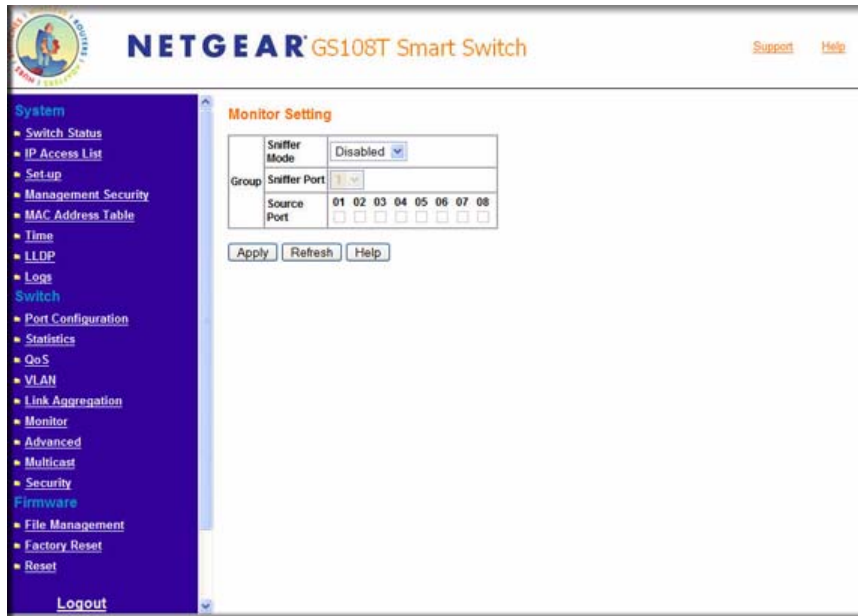 NETGEAR GS108T Smart Switch
Support Help
System
Switch Status
IP Access List
Set-up
Management Security
MAC Address Table
Time
LLDP
Logs
Switch
Port Configuration
Statistics
QoS
VLAN
Link Aggregation
Monitor
Advanced
Multicast
Security
Firmware
File Management
Factory Reset
Reset
Logout
Monitor Setting
Group
Sniffer Mode
Disabled
Sniffer Port
1
Source Port
01 02 03 04 05 06 07 08
Apply Refresh Help